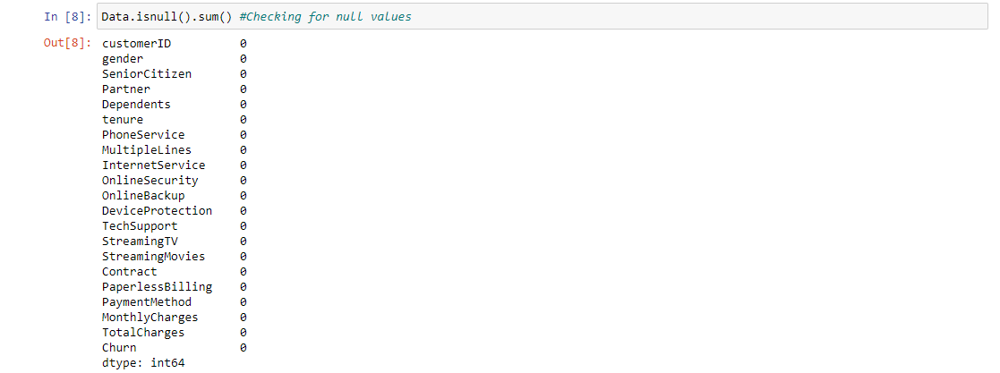 In [8]: Data.isnull().sum() #Checking for null values
Out[8]: customerID 0
gender 0
SeniorCitizen 0
Partner 0
Dependents 0
tenure 0
PhoneService 0
MultipleLines 0
InternetService 0
OnlineSecurity 0
OnlineBackup 0
DeviceProtection 0
TechSupport 0
StreamingTV 0
StreamingMovies 0
Contract 0
PaperlessBilling 0
PaymentMethod 0
MonthlyCharges 0
TotalCharges 0
Churn 0
dtype: int64